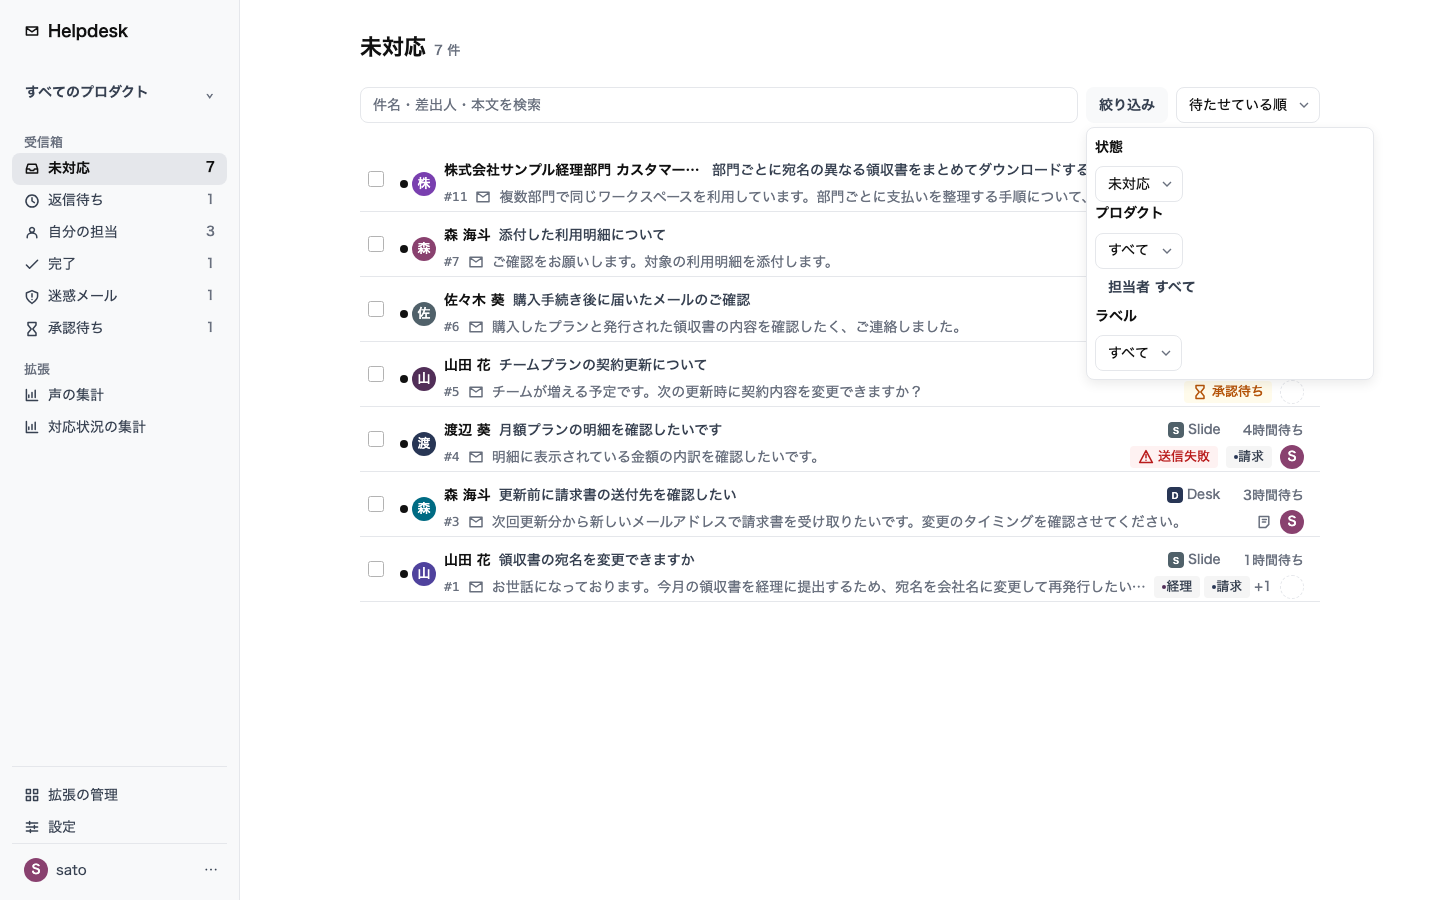 Helpdesk
すべてのプロダクト
受信箱
未対応 7
返信待ち 1
自分の担当 3
完了 1
迷惑メール 1
承認待ち 1
拡張
声の集計
対応状況の集計
拡張の管理
設定
S sato …
未対応 7 件
件名・差出人・本文を検索 絞り込み 待たせている順
状態
未対応
プロダクト
すべて
担当者 すべて
ラベル
すべて
株 株式会社サンプル経理部門 カスタマー… 部門ごとに宛名の異なる領収書をまとめてダウンロードする
#11 複数部門で同じワークスペースを利用しています。部門ごとに支払いを整理する手順について、
森 森 海斗 添付した利用明細について
#7 ご確認をお願いします。対象の利用明細を添付します。
佐 佐々木 葵 購入手続き後に届いたメールのご確認
#6 購入したプランと発行された領収書の内容を確認したく、ご連絡しました。
山 山田 花 チームプランの契約更新について
#5 チームが増える予定です。次の更新時に契約内容を変更できますか？ 承認待ち
渡 渡辺 葵 月額プランの明細を確認したいです S Slide 4時間待ち
#4 明細に表示されている金額の内訳を確認したいです。 送信失敗 •請求 S
森 森 海斗 更新前に請求書の送付先を確認したい D Desk 3時間待ち
#3 次回更新分から新しいメールアドレスで請求書を受け取りたいです。変更のタイミングを確認させてください。 S
山 山田 花 領収書の宛名を変更できますか S Slide 1時間待ち
#1 お世話になっております。今月の領収書を経理に提出するため、宛名を会社名に変更して再発行したい… •経理 •請求 +1